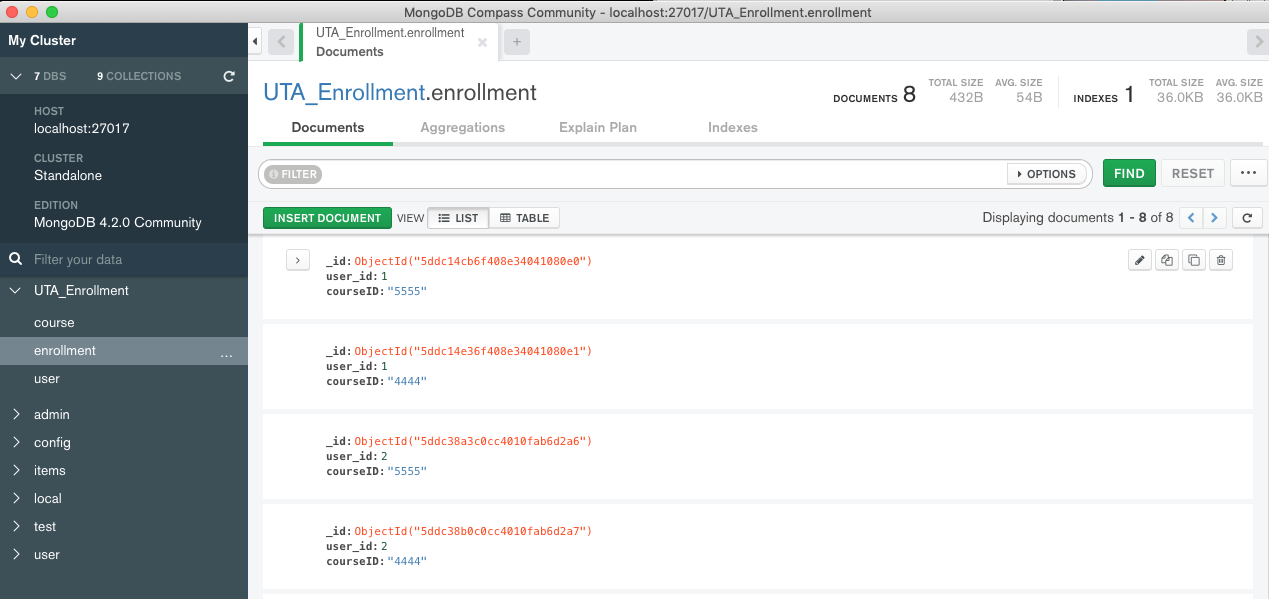 MongoDB Compass Community - localhost:27017/UTA_Enrollment.enrollment
My Cluster
7 DBS 9 COLLECTIONS
HOST
localhost:27017
CLUSTER
Standalone
EDITION
MongoDB 4.2.0 Community
Filter your data
UTA_Enrollment
course
enrollment ...
user
admin
config
items
local
test
user
UTA_Enrollment.enrollment
Documents
UTA_Enrollment.enrollment
DOCUMENTS 8 TOTAL SIZE 432B AVG. SIZE 54B INDEXES 1 TOTAL SIZE 36.0KB AVG. SIZE 36.0KB
Documents Aggregations Explain Plan Indexes
FILTER OPTIONS FIND RESET ...
INSERT DOCUMENT VIEW LIST TABLE Displaying documents 1 - 8 of 8
_id: ObjectId("5ddc14cb6f408e34041080e0")
user_id: 1
courseID: "5555"
_id: ObjectId("5ddc14e36f408e34041080e1")
user_id: 1
courseID: "4444"
_id: ObjectId("5ddc38a3c0cc4010fab6d2a6")
user_id: 2
courseID: "5555"
_id: ObjectId("5ddc38b0c0cc4010fab6d2a7")
user_id: 2
courseID: "4444"